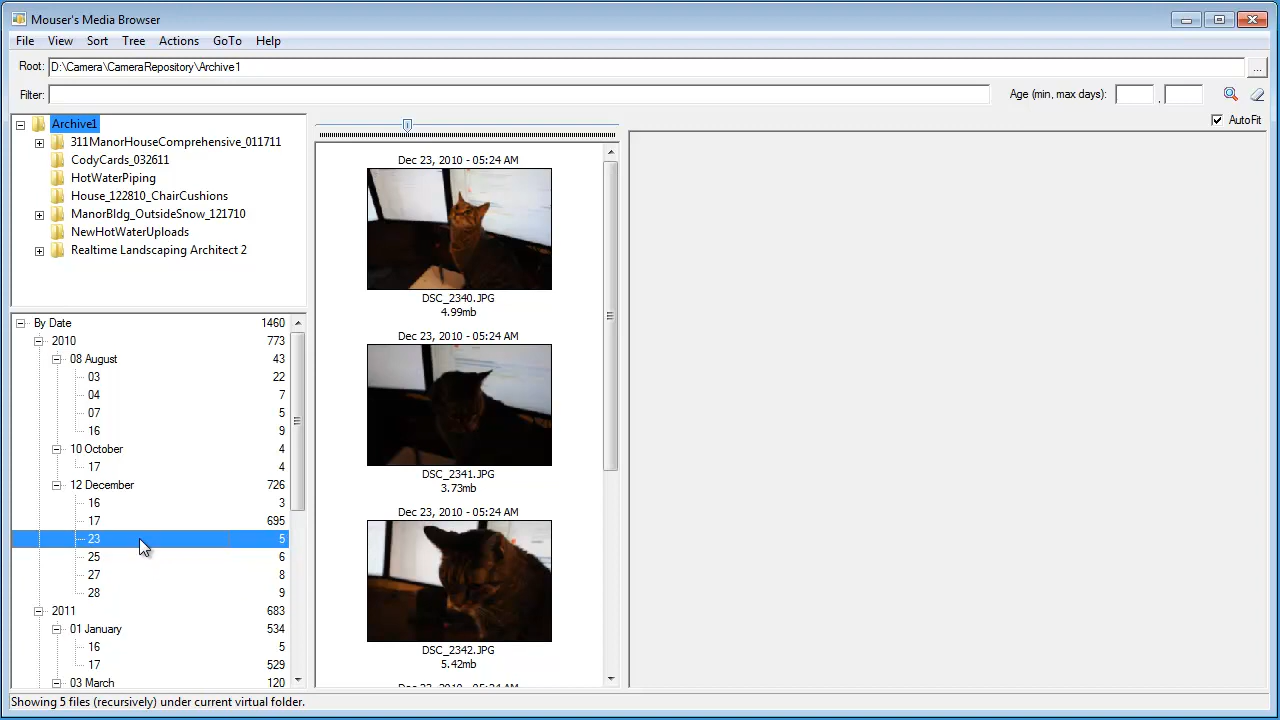 Mouser's Media Browser
File View Sort Tree Actions GoTo Help
Root: D:\Camera\CameraRepository\Archive1 ...
Filter: Age (min, max days): ,
AutoFit
Archive1
311ManorHouseComprehensive_011711
CodyCards_032611
HotWaterPiping
House_122810_ChairCushions
ManorBldg_OutsideSnow_121710
NewHotWaterUploads
Realtime Landscaping Architect 2
By Date 1460
2010 773
08 August 43
03 22
04 7
07 5
16 9
10 October 4
17 4
12 December 726
16 3
17 695
23 5
25 6
27 8
28 9
2011 683
01 January 534
16 5
17 529
03 March 120
Dec 23, 2010 - 05:24 AM
DSC_2340.JPG
4.99mb
Dec 23, 2010 - 05:24 AM
DSC_2341.JPG
3.73mb
Dec 23, 2010 - 05:24 AM
DSC_2342.JPG
5.42mb
Dec 23, 2010 - 05:24 AM
Showing 5 files (recursively) under current virtual folder.